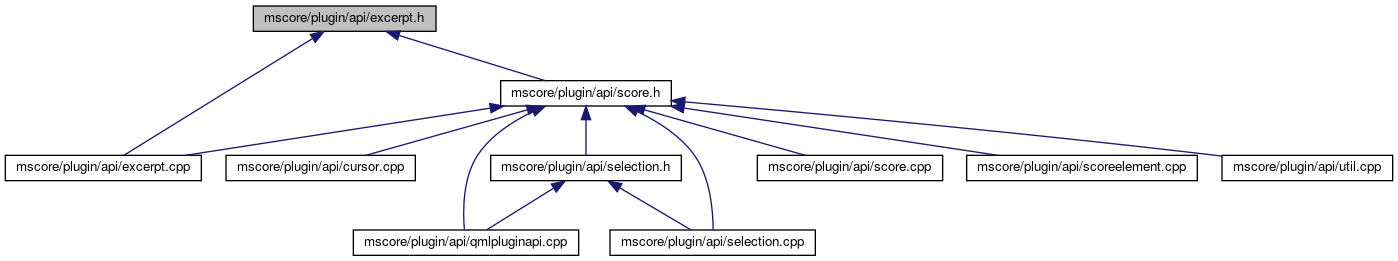 mscore/plugin/api/excerpt.h
mscore/plugin/api/score.h
mscore/plugin/api/excerpt.cpp
mscore/plugin/api/cursor.cpp
mscore/plugin/api/selection.h
mscore/plugin/api/score.cpp
mscore/plugin/api/scoreelement.cpp
mscore/plugin/api/util.cpp
mscore/plugin/api/qmlpluginapi.cpp
mscore/plugin/api/selection.cpp